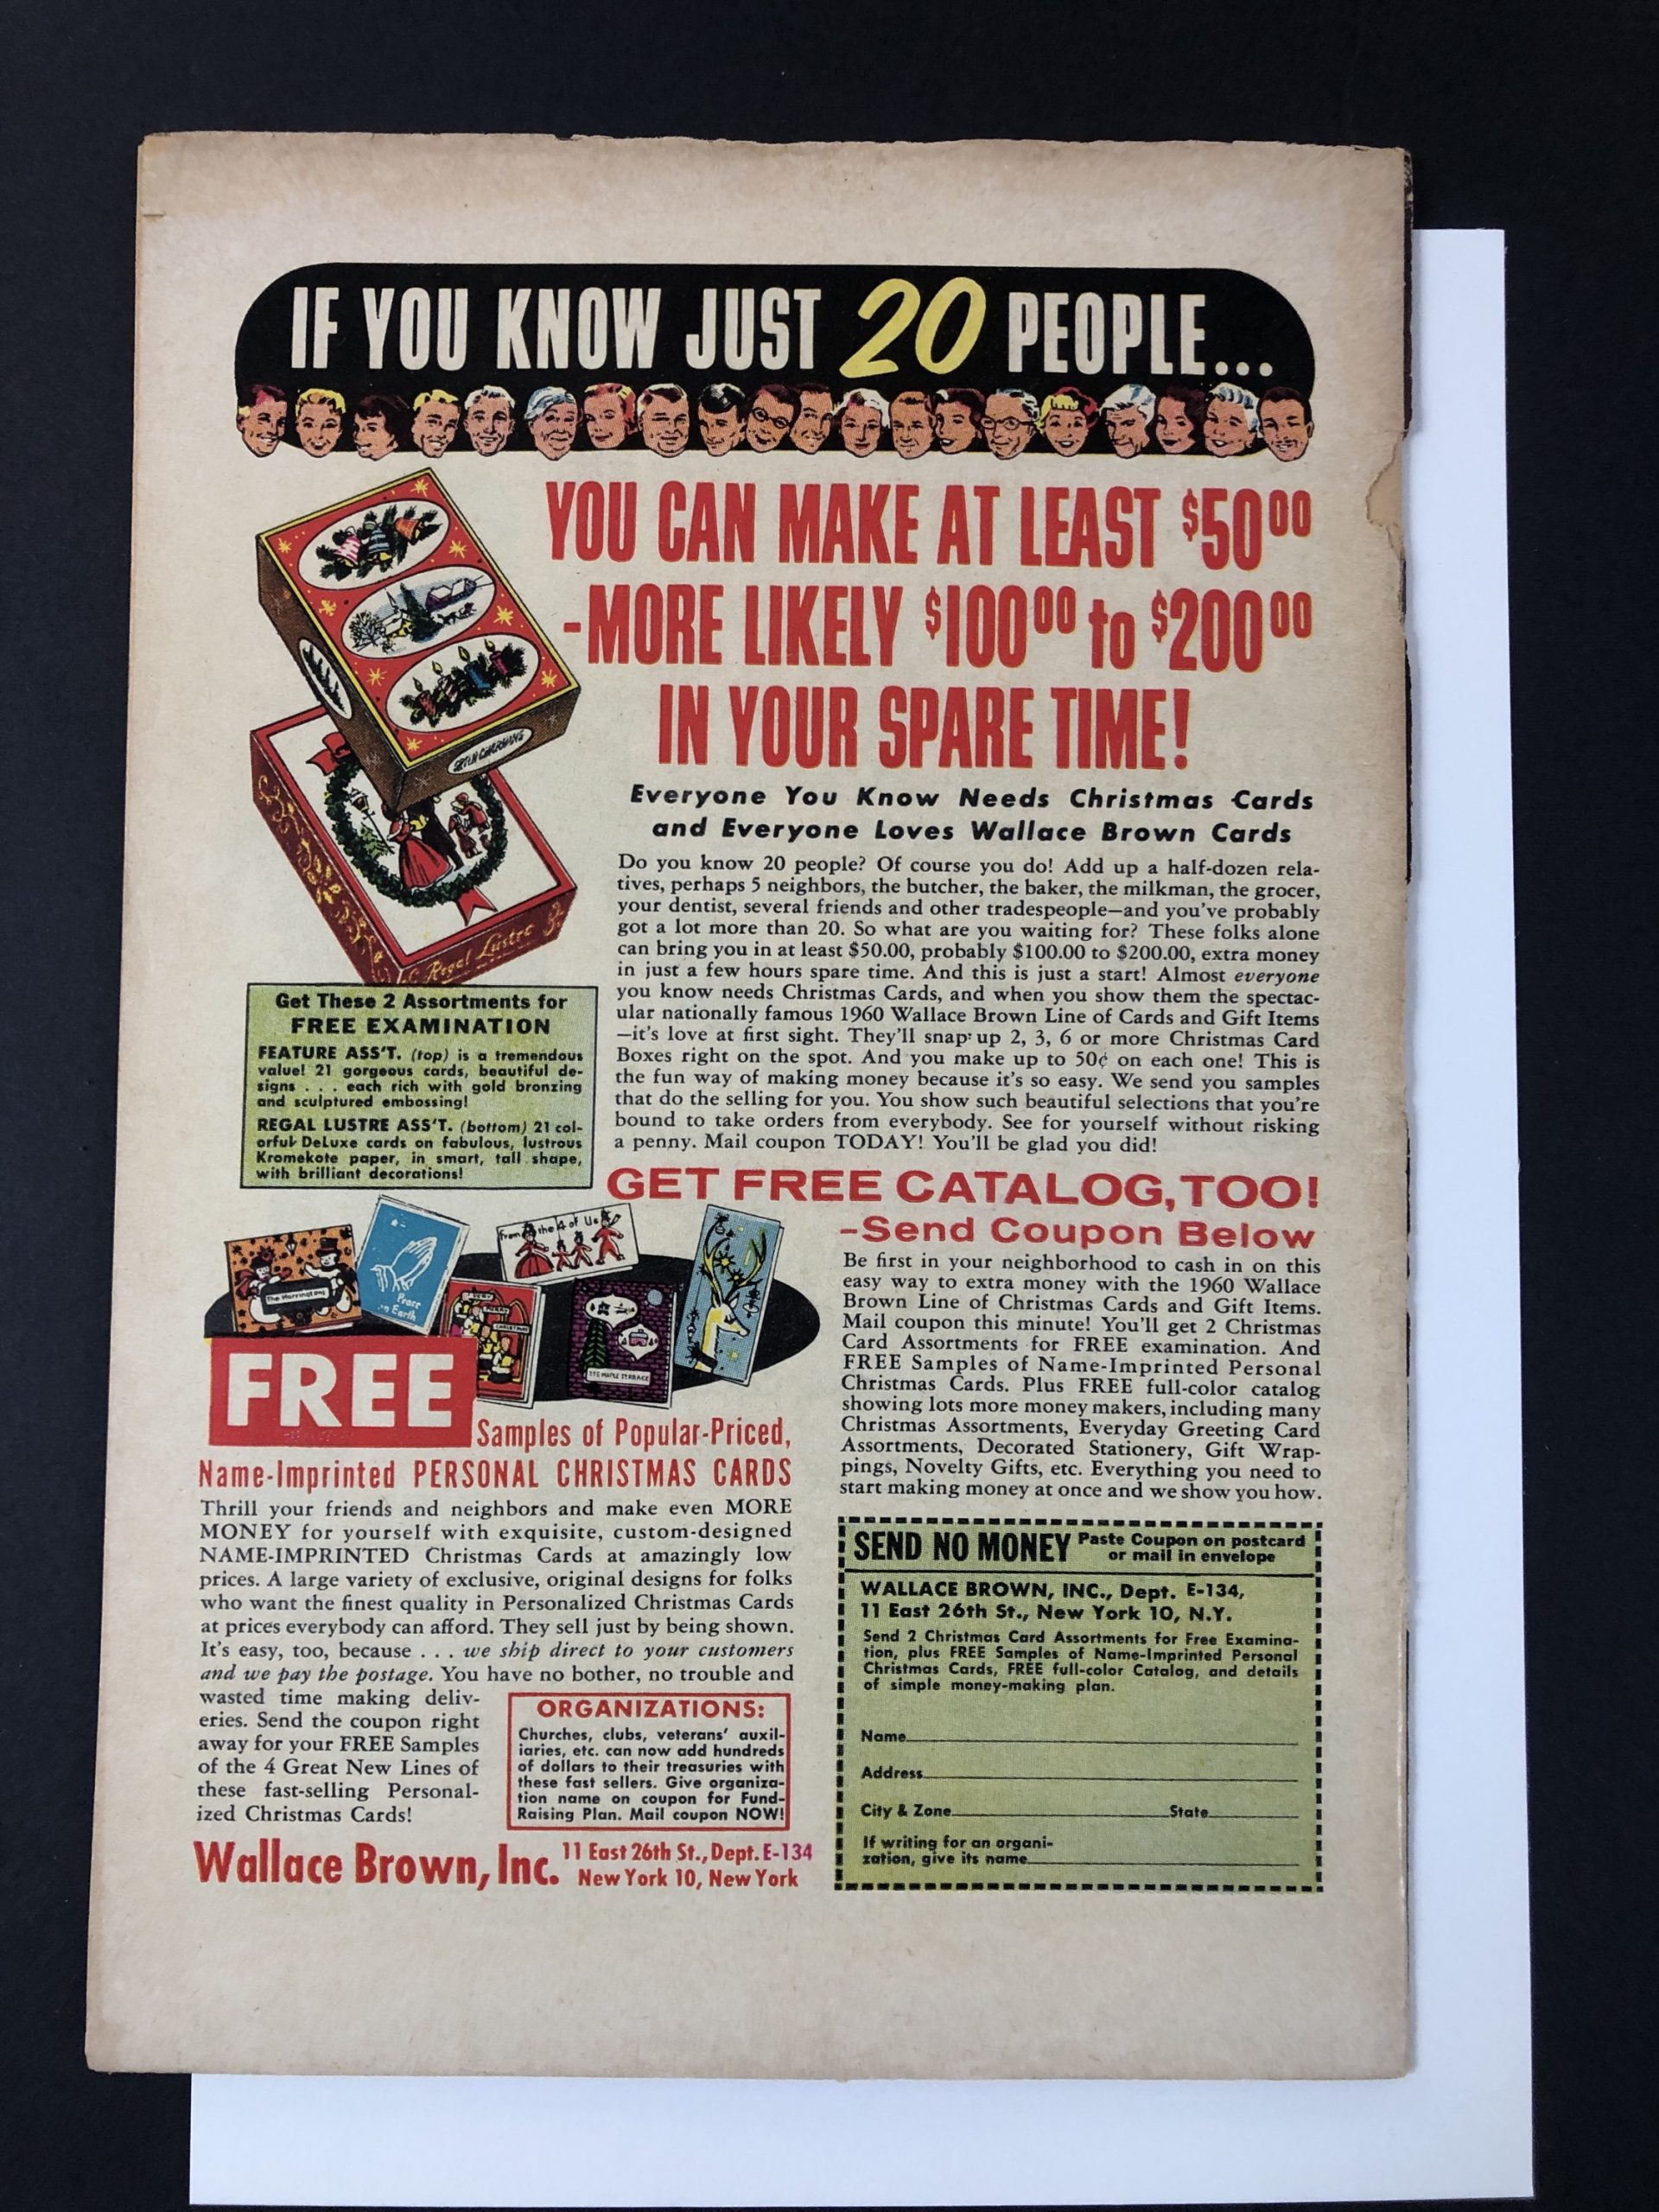 IF YOU KNOW JUST 20 PEOPLE...
YOU CAN MAKE AT LEAST $50 00
-MORE LIKELY $100 00 to $200 00
IN YOUR SPARE TIME!
Everyone You Know Needs Christmas Cards
and Everyone Loves Wallace Brown Cards
Do you know 20 people? Of course you do! Add up a half-dozen rela-
tives, perhaps 5 neighbors, the butcher, the baker, the milkman, the grocer,
your dentist, several friends and other tradespeople—and you've probably
got a lot more than 20. So what are you waiting for? These folks alone
can bring you in at least $50.00, probably $100.00 to $200.00, extra money
in just a few hours spare time. And this is just a start! Almost everyone
you know needs Christmas Cards, and when you show them the spectac-
ular nationally famous 1960 Wallace Brown Line of Cards and Gift Items
—it's love at first sight. They'll snap up 2, 3, 6 or more Christmas Card
Boxes right on the spot. And you make up to 50¢ on each one! This is
the fun way of making money because it's so easy. We send you samples
that do the selling for you. You show such beautiful selections that you're
bound to take orders from everybody. See for yourself without risking
a penny. Mail coupon TODAY! You'll be glad you did!
Regal Lustre
Get These 2 Assortments for
FREE EXAMINATION
FEATURE ASS'T. (top) is a tremendous
value! 21 gorgeous cards, beautiful de-
signs . . . each rich with gold bronzing
and sculptured embossing!
REGAL LUSTRE ASS'T. (bottom) 21 col-
orful DeLuxe cards on fabulous, lustrous
Kromekote paper, in smart, tall shape,
with brilliant decorations!
GET FREE CATALOG, TOO!
-Send Coupon Below
Be first in your neighborhood to cash in on this
easy way to extra money with the 1960 Wallace
Brown Line of Christmas Cards and Gift Items.
Mail coupon this minute! You'll get 2 Christmas
Card Assortments for FREE examination. And
FREE Samples of Name-Imprinted Personal
Christmas Cards. Plus FREE full-color catalog
showing lots more money makers, including many
Christmas Assortments, Everyday Greeting Card
Assortments, Decorated Stationery, Gift Wrap-
pings, Novelty Gifts, etc. Everything you need to
start making money at once and we show you how.
The Harringtons
Peace
on Earth
From the 4 of Us
MERRY
CHRISTMAS
THE MAPLE TERRACE
FREE
Samples of Popular-Priced,
Name-Imprinted PERSONAL CHRISTMAS CARDS
Thrill your friends and neighbors and make even MORE
MONEY for yourself with exquisite, custom-designed
NAME-IMPRINTED Christmas Cards at amazingly low
prices. A large variety of exclusive, original designs for folks
who want the finest quality in Personalized Christmas Cards
at prices everybody can afford. They sell just by being shown.
It's easy, too, because . . . we ship direct to your customers
and we pay the postage. You have no bother, no trouble and
wasted time making deliv-
eries. Send the coupon right
away for your FREE Samples
of the 4 Great New Lines of
these fast-selling Personal-
ized Christmas Cards!
ORGANIZATIONS:
Churches, clubs, veterans' auxil-
iaries, etc. can now add hundreds
of dollars to their treasuries with
these fast sellers. Give organiza-
tion name on coupon for Fund-
Raising Plan. Mail coupon NOW!
Wallace Brown, Inc. 11 East 26th St., Dept. E-134
New York 10, New York
SEND NO MONEY Paste Coupon on postcard
or mail in envelope
WALLACE BROWN, INC., Dept. E-134,
11 East 26th St., New York 10, N.Y.
Send 2 Christmas Card Assortments for Free Examina-
tion, plus FREE Samples of Name-Imprinted Personal
Christmas Cards, FREE full-color Catalog, and details
of simple money-making plan.
Name
Address
City & Zone State
If writing for an organi-
zation, give its name